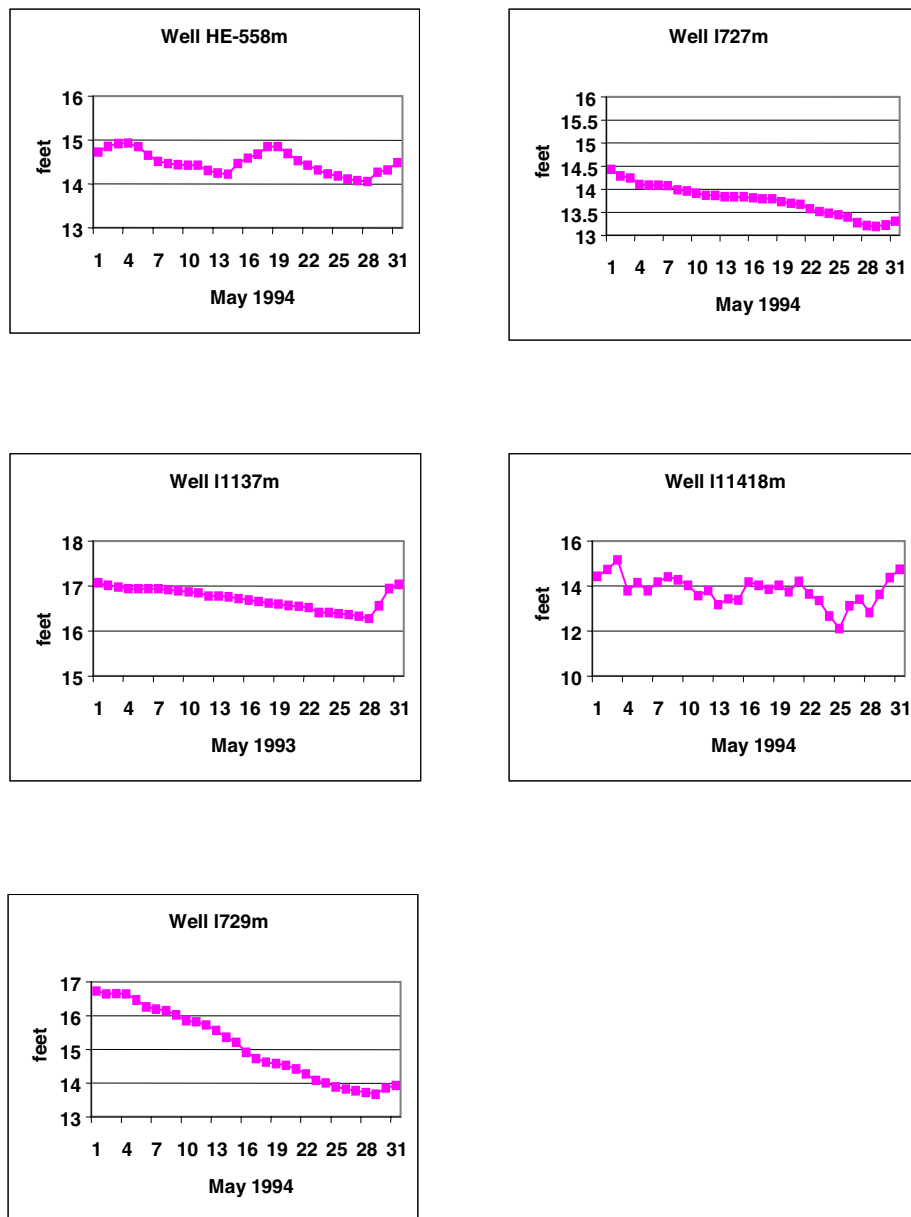 Well HE-558m
16
15
14
13
feet
1 4 7 10 13 16 19 22 25 28 31
May 1994
Well I727m
16
15.5
15
14.5
14
13.5
13
feet
1 4 7 10 13 16 19 22 25 28 31
May 1994
Well I1137m
18
17
16
15
feet
1 4 7 10 13 16 19 22 25 28 31
May 1993
Well I11418m
16
14
12
10
feet
1 4 7 10 13 16 19 22 25 28 31
May 1994
Well I729m
17
16
15
14
13
feet
1 4 7 10 13 16 19 22 25 28 31
May 1994